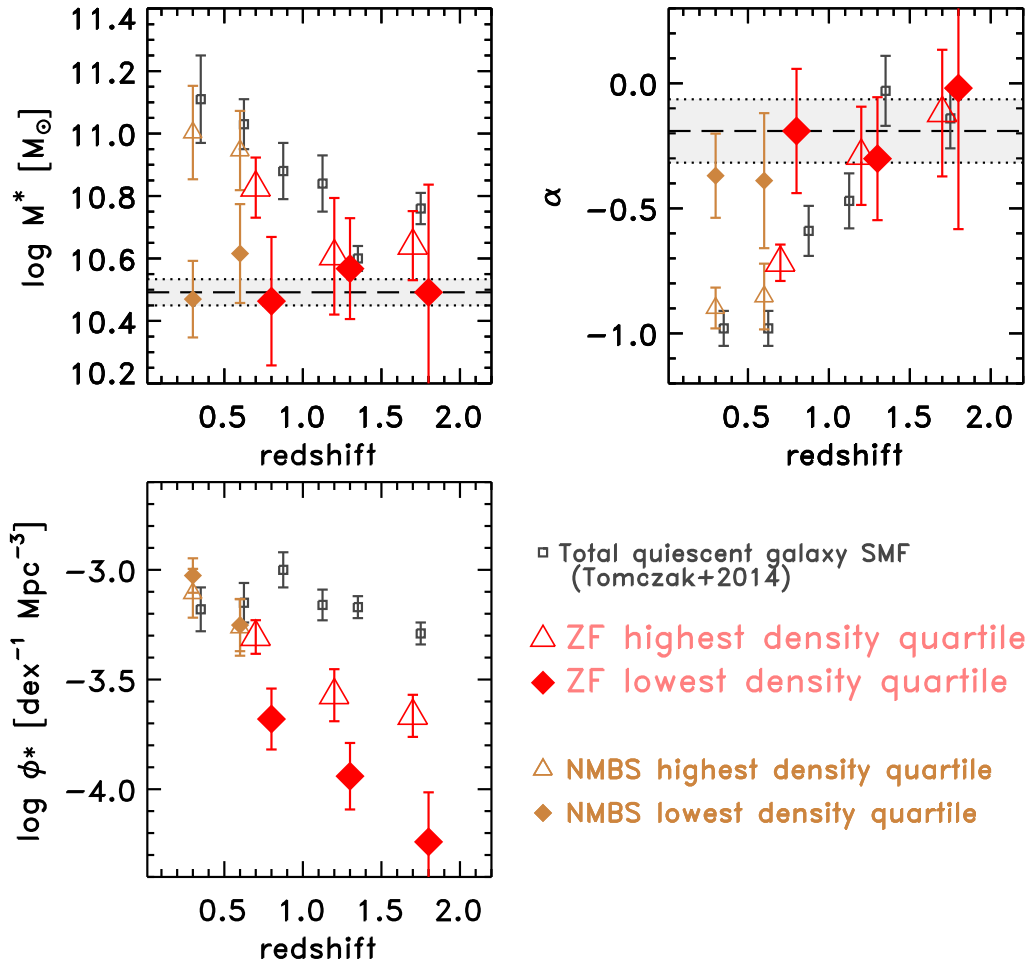 11.4
11.2
11.0
10.8
10.6
10.4
10.2
log M* [M⊙]
0.5 1.0 1.5 2.0
redshift
0.0
−0.5
−1.0
α
0.5 1.0 1.5 2.0
redshift
−3.0
−3.5
−4.0
log ϕ* [dex⁻¹ Mpc⁻³]
0.5 1.0 1.5 2.0
redshift
Total quiescent galaxy SMF
(Tomczak+2014)
ZF highest density quartile
ZF lowest density quartile
NMBS highest density quartile
NMBS lowest density quartile